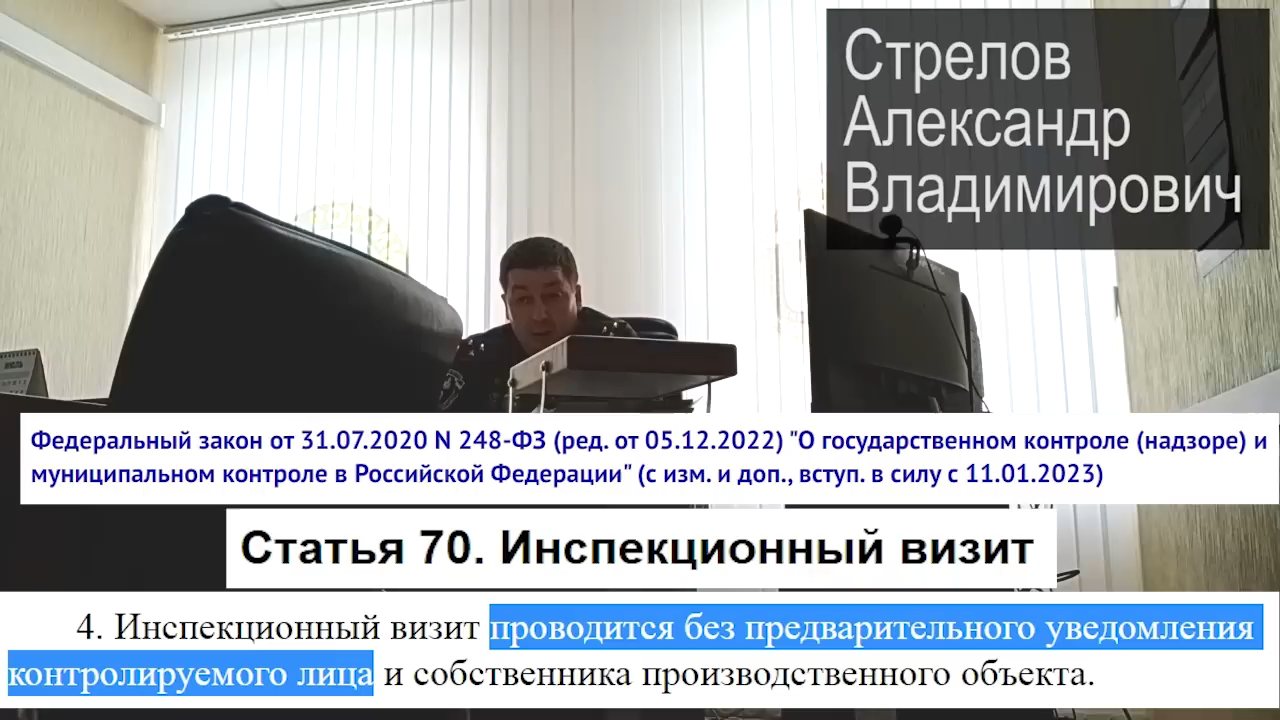 Стрелов
Александр
Владимирович
ИЮЛЬ
Федеральный закон от 31.07.2020 N 248-ФЗ (ред. от 05.12.2022) "О государственном контроле (надзоре) и
муниципальном контроле в Российской Федерации" (с изм. и доп., вступ. в силу с 11.01.2023)
Статья 70. Инспекционный визит
4. Инспекционный визит проводится без предварительного уведомления
контролируемого лица и собственника производственного объекта.